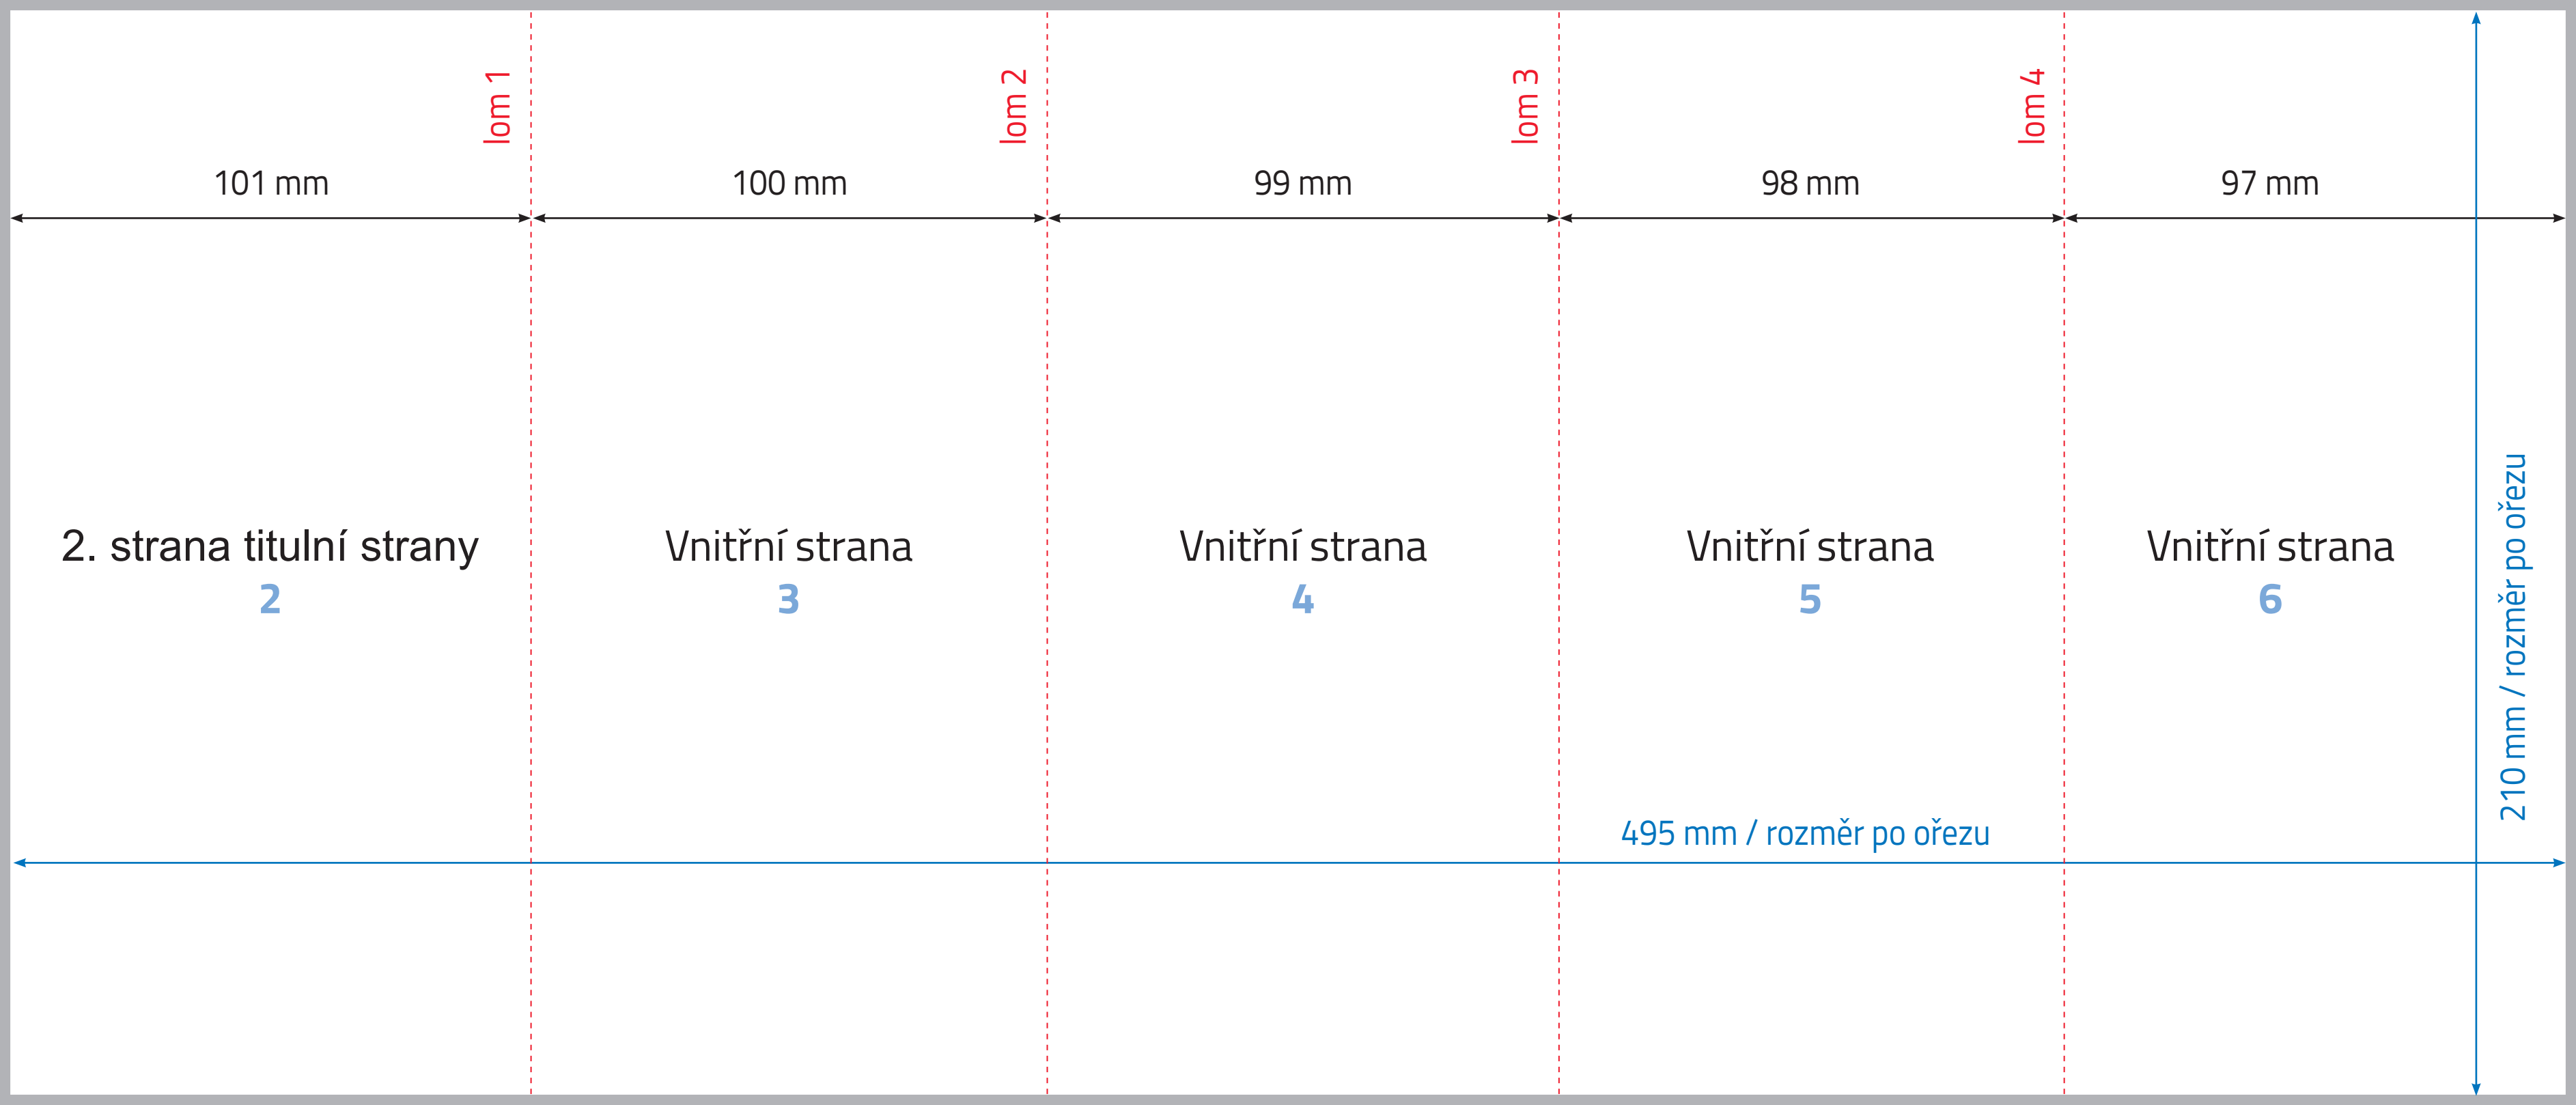 lom 1
lom 2
lom 3
lom 4
101 mm
100 mm
99 mm
98 mm
97 mm
2. strana titulní strany
2
Vnitřní strana
3
Vnitřní strana
4
Vnitřní strana
5
Vnitřní strana
6
210 mm / rozměr po ořezu
495 mm / rozměr po ořezu